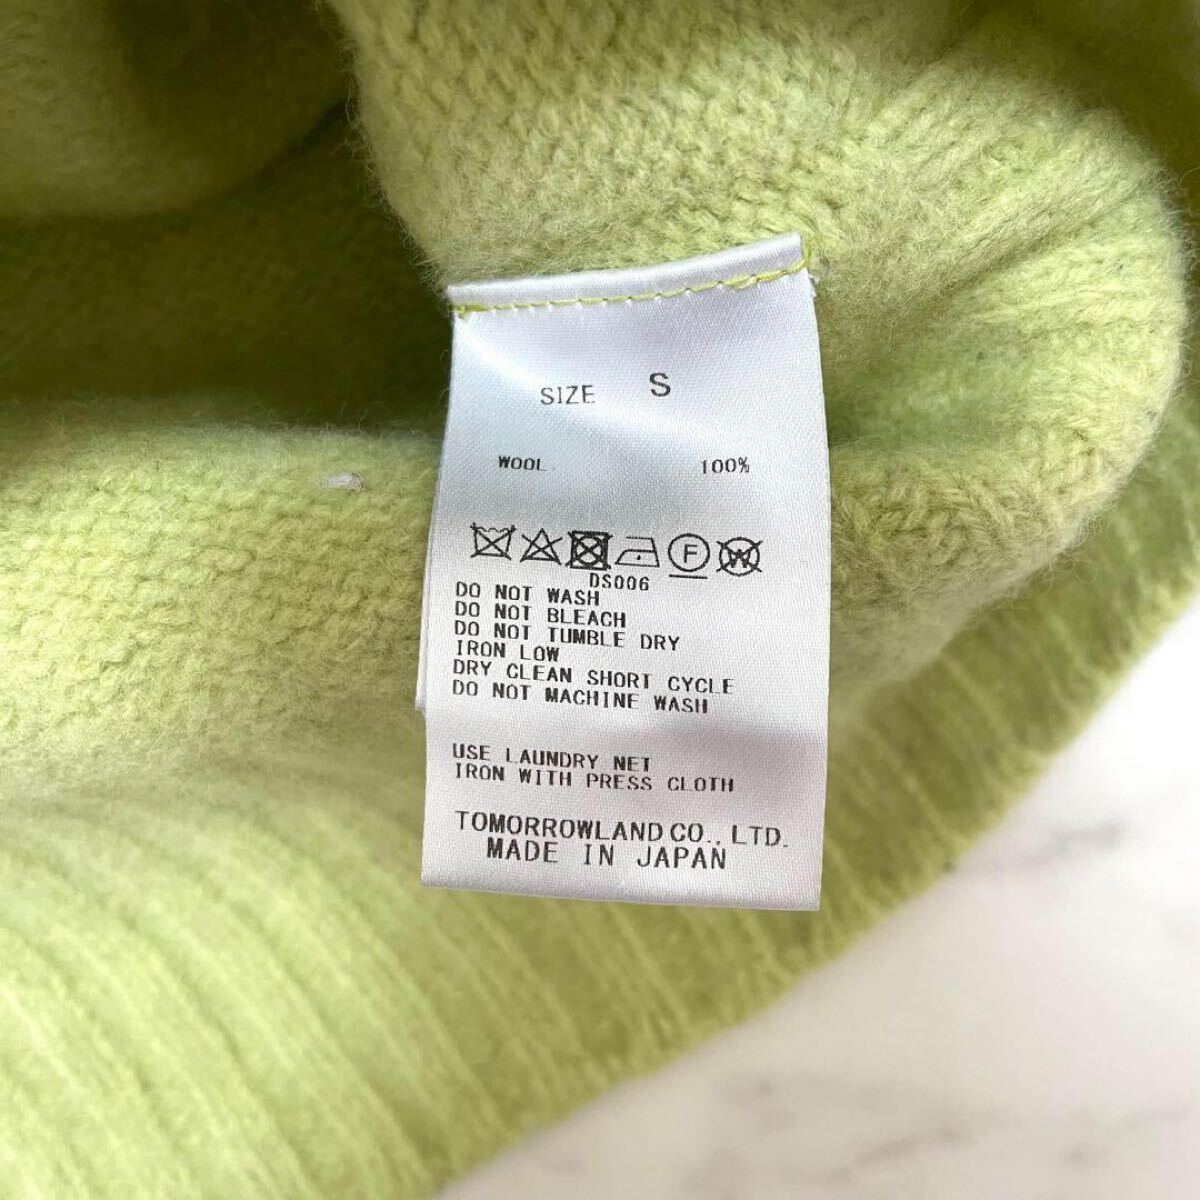 SIZE S
WOOL 100%
F W
DS006
DO NOT WASH
DO NOT BLEACH
DO NOT TUMBLE DRY
IRON LOW
DRY CLEAN SHORT CYCLE
DO NOT MACHINE WASH
USE LAUNDRY NET
IRON WITH PRESS CLOTH
TOMORROWLAND CO., LTD.
MADE IN JAPAN